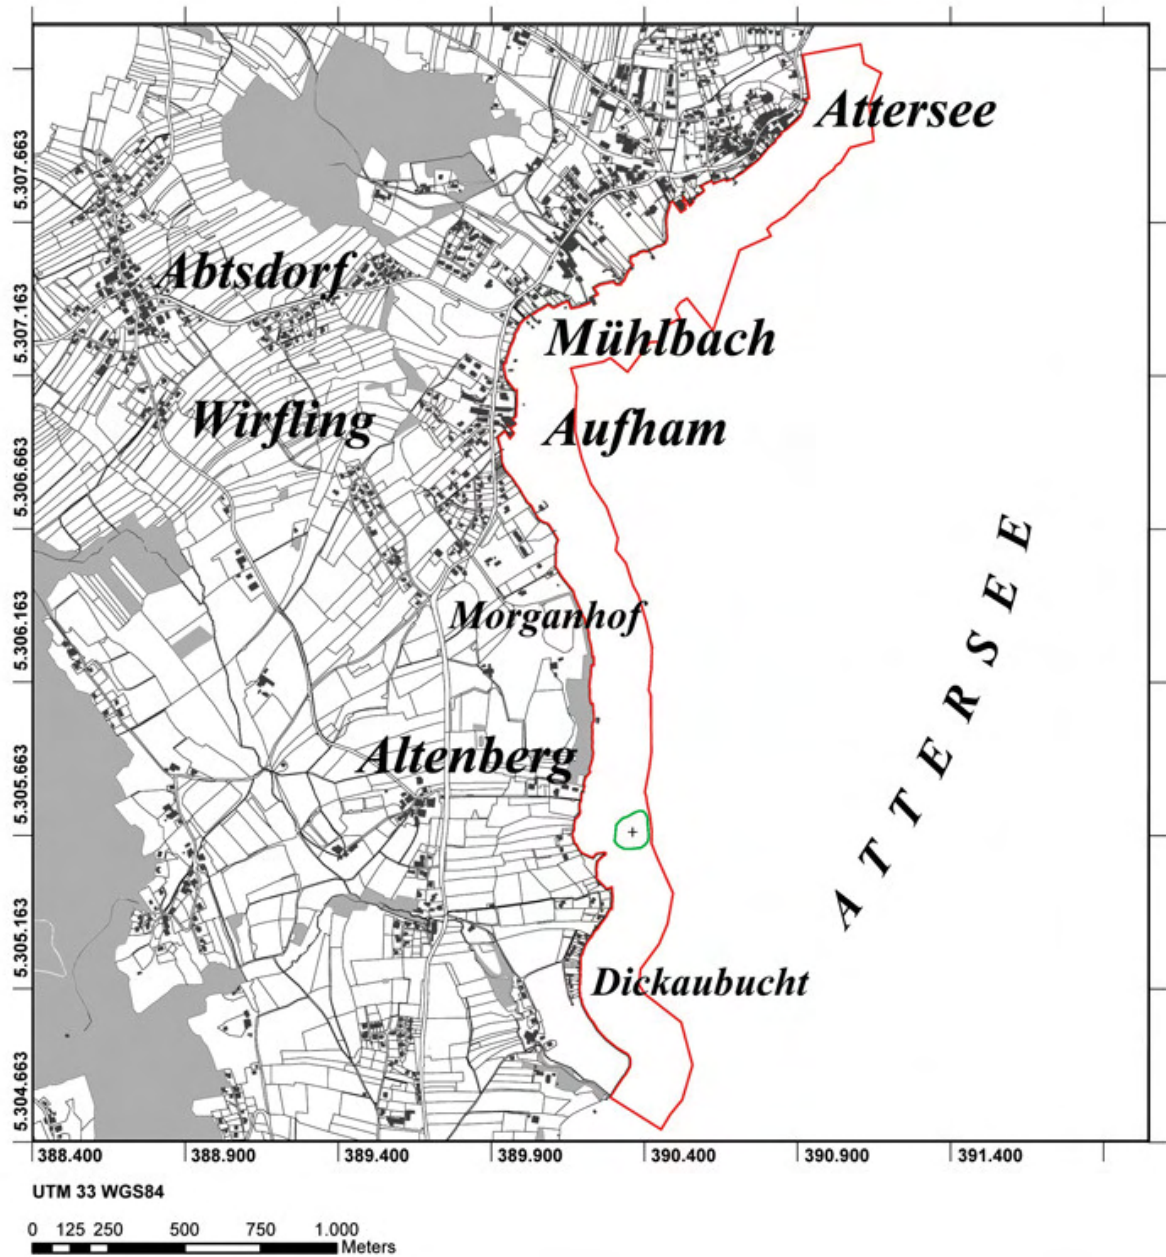 Attersee
5.307.663
Abtsdorf
5.307.163
Mühlbach
Wirfling
Aufham
5.306.663
ATTERSEE
5.306.163
Morganhof
5.305.663
Altenberg
5.305.163
Dickaubucht
5.304.663
388.400 388.900 389.400 389.900 390.400 390.900 391.400
UTM 33 WGS84
0 125 250 500 750 1.000
Meters